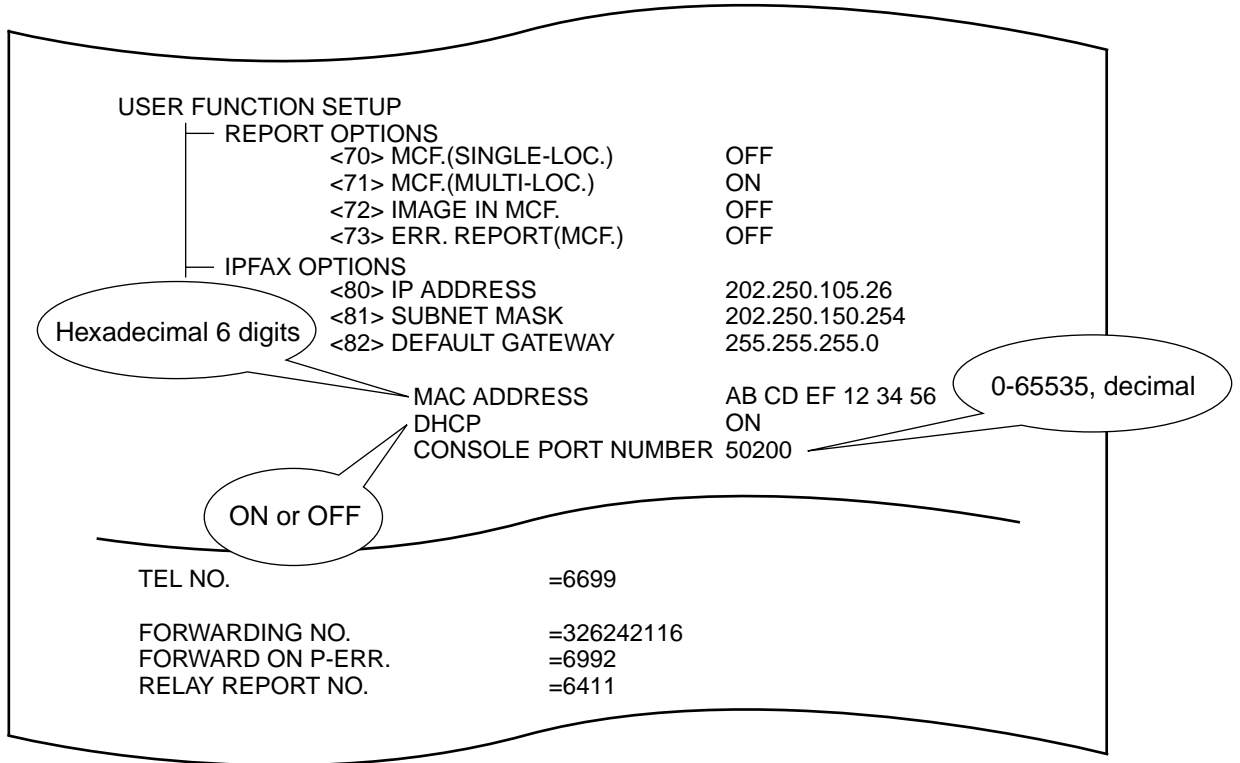 USER FUNCTION SETUP
REPORT OPTIONS
<70> MCF.(SINGLE-LOC.) OFF
<71> MCF.(MULTI-LOC.) ON
<72> IMAGE IN MCF. OFF
<73> ERR. REPORT(MCF.) OFF
IPFAX OPTIONS
<80> IP ADDRESS 202.250.105.26
<81> SUBNET MASK 202.250.150.254
<82> DEFAULT GATEWAY 255.255.255.0
Hexadecimal 6 digits
MAC ADDRESS AB CD EF 12 34 56
DHCP ON
CONSOLE PORT NUMBER 50200
0-65535, decimal
ON or OFF
TEL NO. =6699
FORWARDING NO. =326242116
FORWARD ON P-ERR. =6992
RELAY REPORT NO. =6411